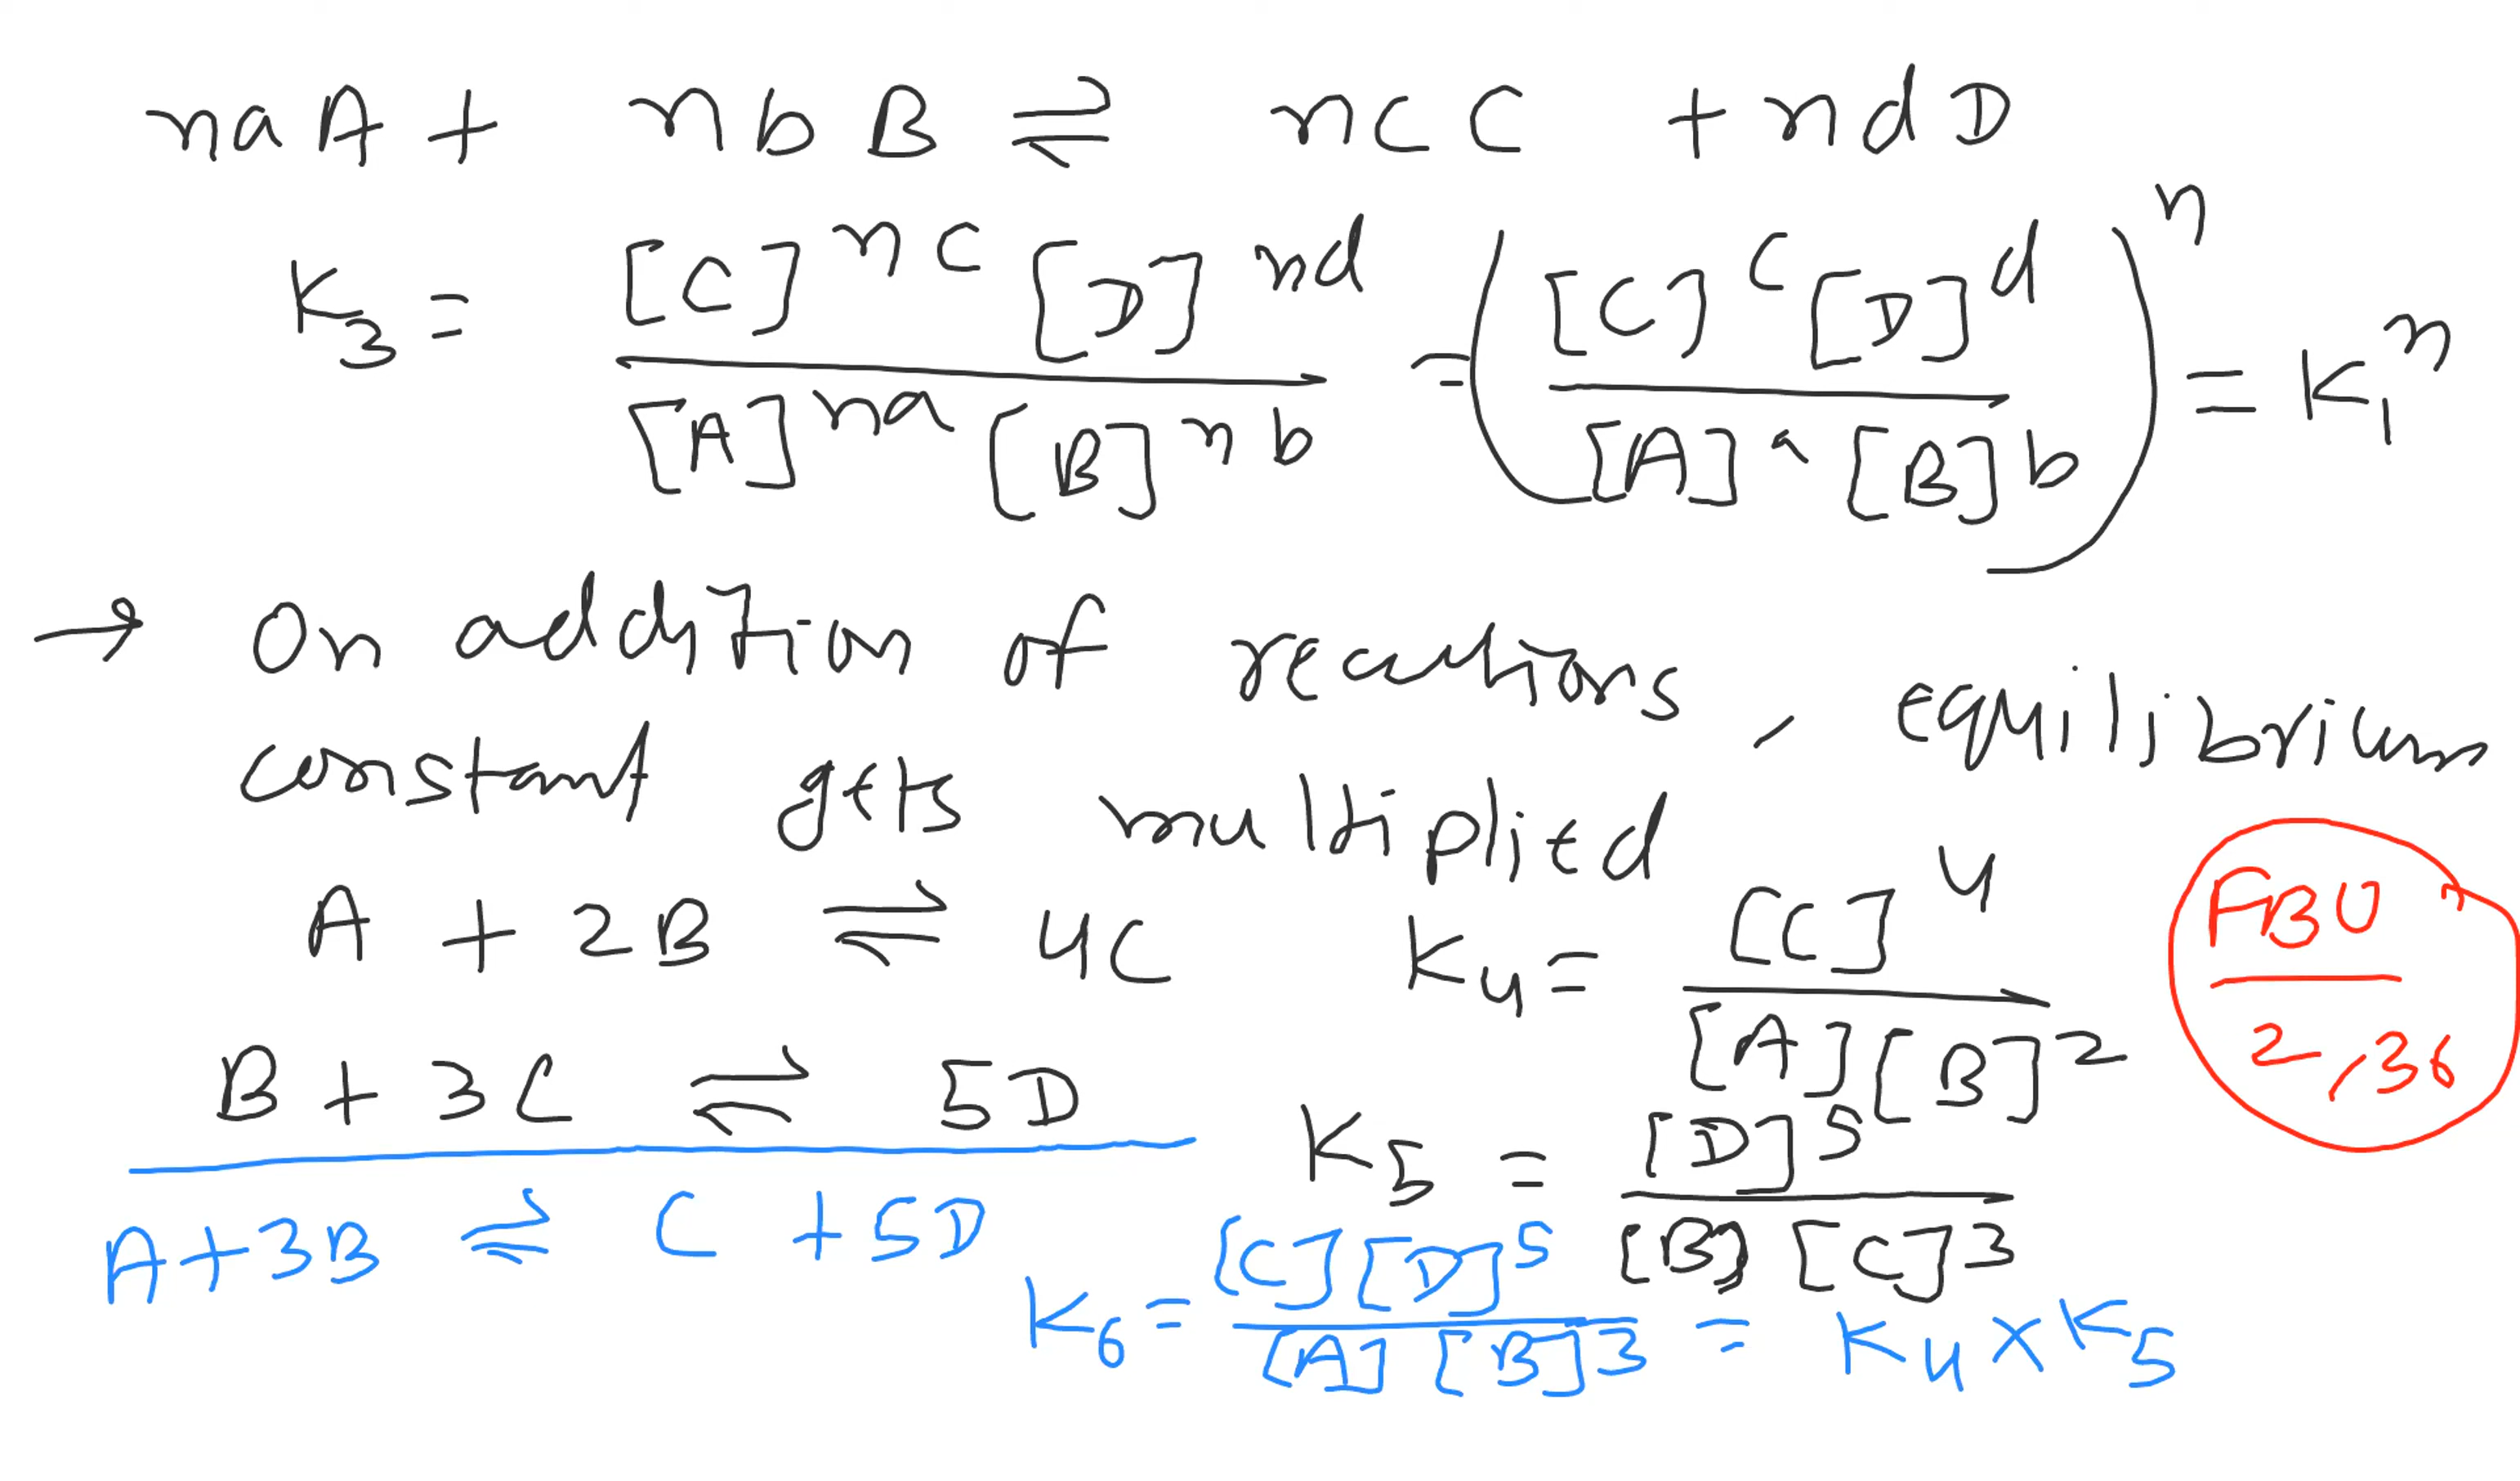 naA + nbB ⇌ ncC + ndD
K₃ = [C]^nc [D]^nd / [A]^na [B]^nb = ([C]^c [D]^d / [A]^a [B]^b)^n = K₁^n
→ On addition of reactions, equilibrium
constant gets multiplied
A + 2B ⇌ 4C
K₄ = [C]^4 / [A][B]^2
B + 3C ⇌ 5D
K₅ = [D]^5 / [B][C]^3
A+3B ⇌ C + 5D
K₆ = [C][D]^5 / [A][B]^3 = K₄ × K₅
FBU
2,36